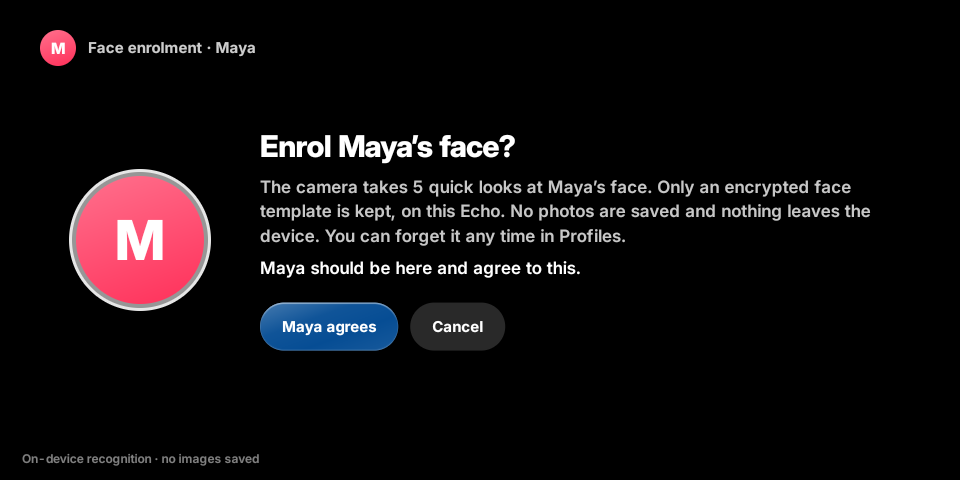 M
Face enrolment · Maya
Enrol Maya’s face?
The camera takes 5 quick looks at Maya’s face. Only an encrypted face
template is kept, on this Echo. No photos are saved and nothing leaves the
device. You can forget it any time in Profiles.
M
Maya should be here and agree to this.
Maya agrees
Cancel
On-device recognition · no images saved